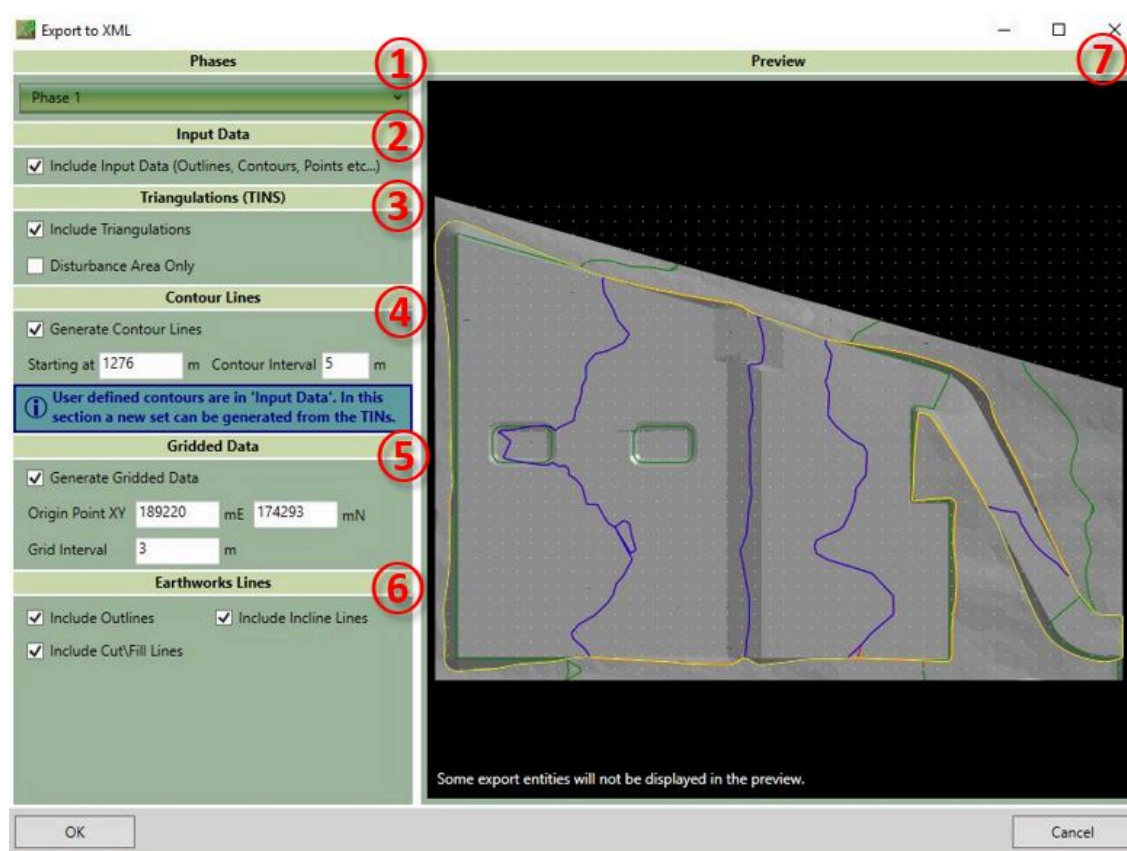 Export to XML
Phases
1
Phase 1
Input Data
2
Include Input Data (Outlines, Contours, Points etc...)
Triangulations (TINS)
3
Include Triangulations
Disturbance Area Only
Contour Lines
4
Generate Contour Lines
Starting at 1276 m Contour Interval 5 m
User defined contours are in 'Input Data'. In this
section a new set can be generated from the TINs.
Gridded Data
5
Generate Gridded Data
Origin Point XY 189220 mE 174293 mN
Grid Interval 3 m
Earthworks Lines
6
Include Outlines Include Incline Lines
Include Cut\Fill Lines
Preview
7
Some export entities will not be displayed in the preview.
OK
Cancel